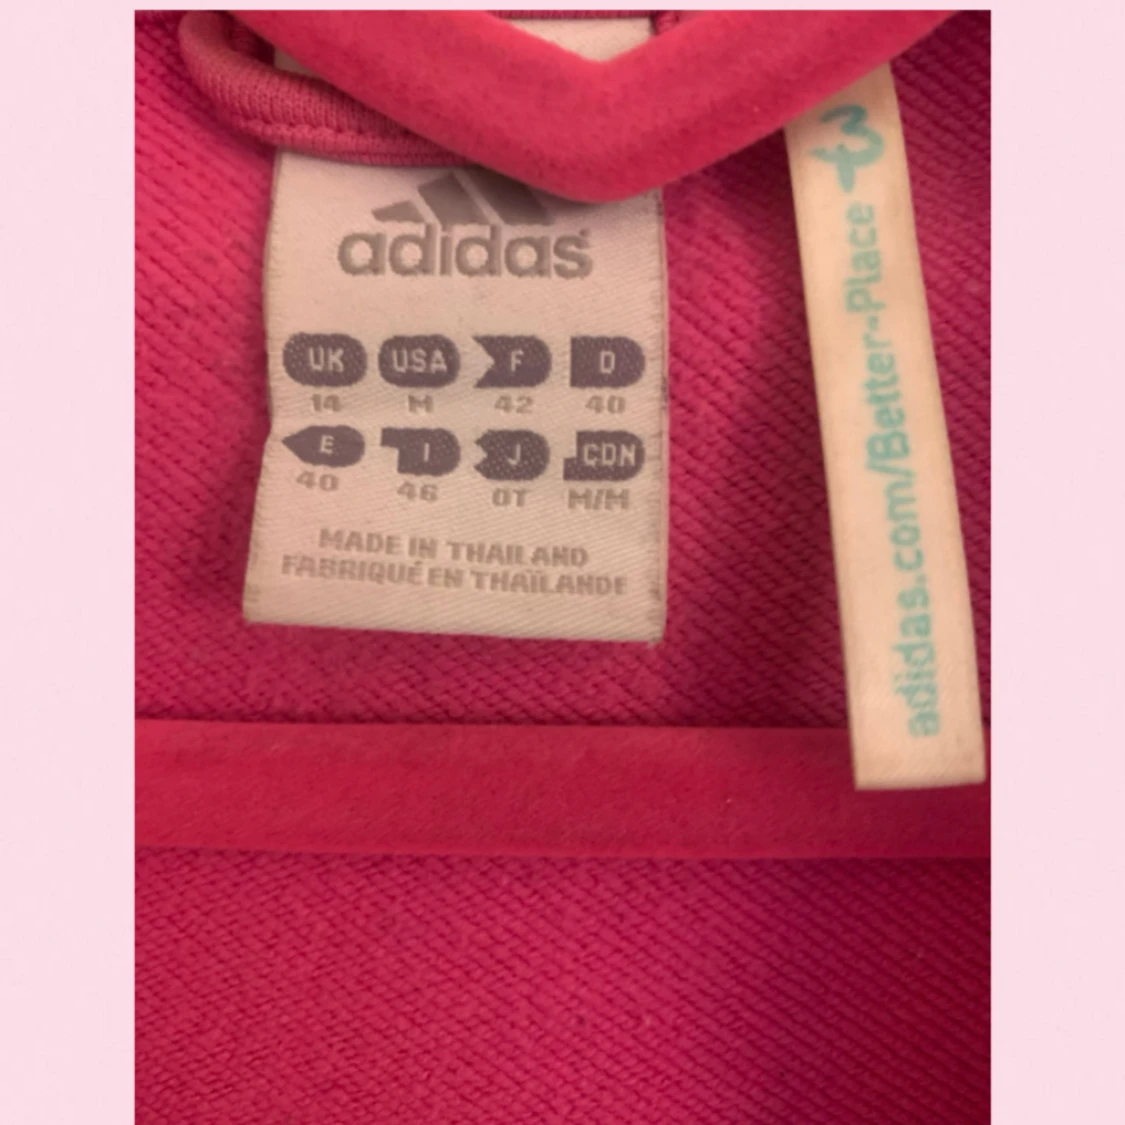 adidas
UK USA F D
14 M 42 40
E I J CDN
40 46 OT M/M
MADE IN THAILAND
FABRIQUÉ EN THAÏLANDE
adidas.com/Better-Place